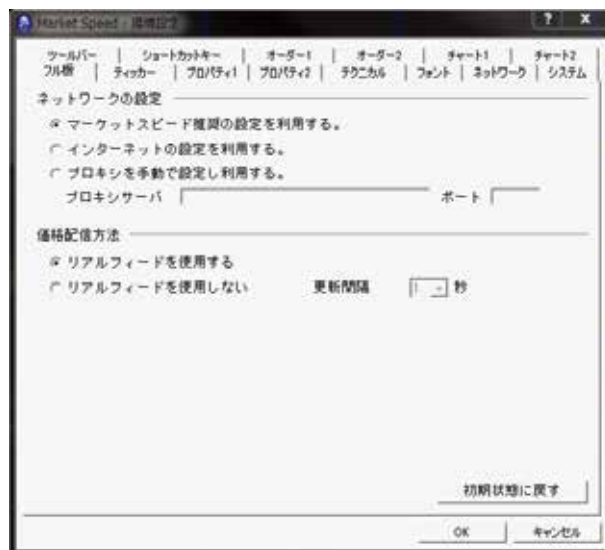 Market Speed - 環境設定
ツールバー ショートカットキー オーダー1 オーダー2 チャート1 チャート2
フル板 ティッカー プロパティ1 プロパティ2 テクニカル フォント ネットワーク システム
ネットワークの設定
マーケットスピード推奨の設定を利用する。
インターネットの設定を利用する。
プロキシを手動で設定し利用する。
プロキシサーバ ポート
価格配信方法
リアルフィードを使用する
リアルフィードを使用しない 更新間隔 1 秒
初期状態に戻す
OK キャンセル